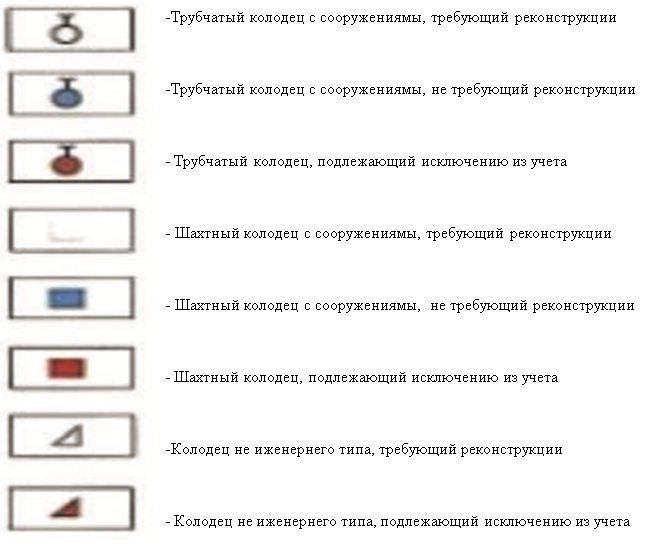 -Трубчатый колодец с сооружениямы, требующий реконструкции
-Трубчатый колодец с сооружениямы, не требующий реконструкции
- Трубчатый колодец, подлежающий исключению из учета
- Шахтный колодец с сооружениямы, требующий реконструкции
- Шахтный колодец с сооружениямы, не требующий реконструкции
- Шахтный колодец, подлежающий исключению из учета
-Колодец не иженернего типа, требующий реконструкции
- Колодец не иженернего типа, подлежающий исключению из учета